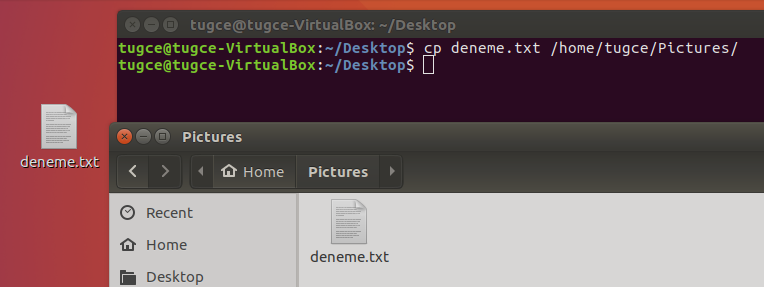 tugce@tugce-VirtualBox: ~/Desktop
tugce@tugce-VirtualBox:~/Desktop$ cp deneme.txt /home/tugce/Pictures/
tugce@tugce-VirtualBox:~/Desktop$
deneme.txt
Pictures
Home Pictures
Recent
Home
Desktop
deneme.txt